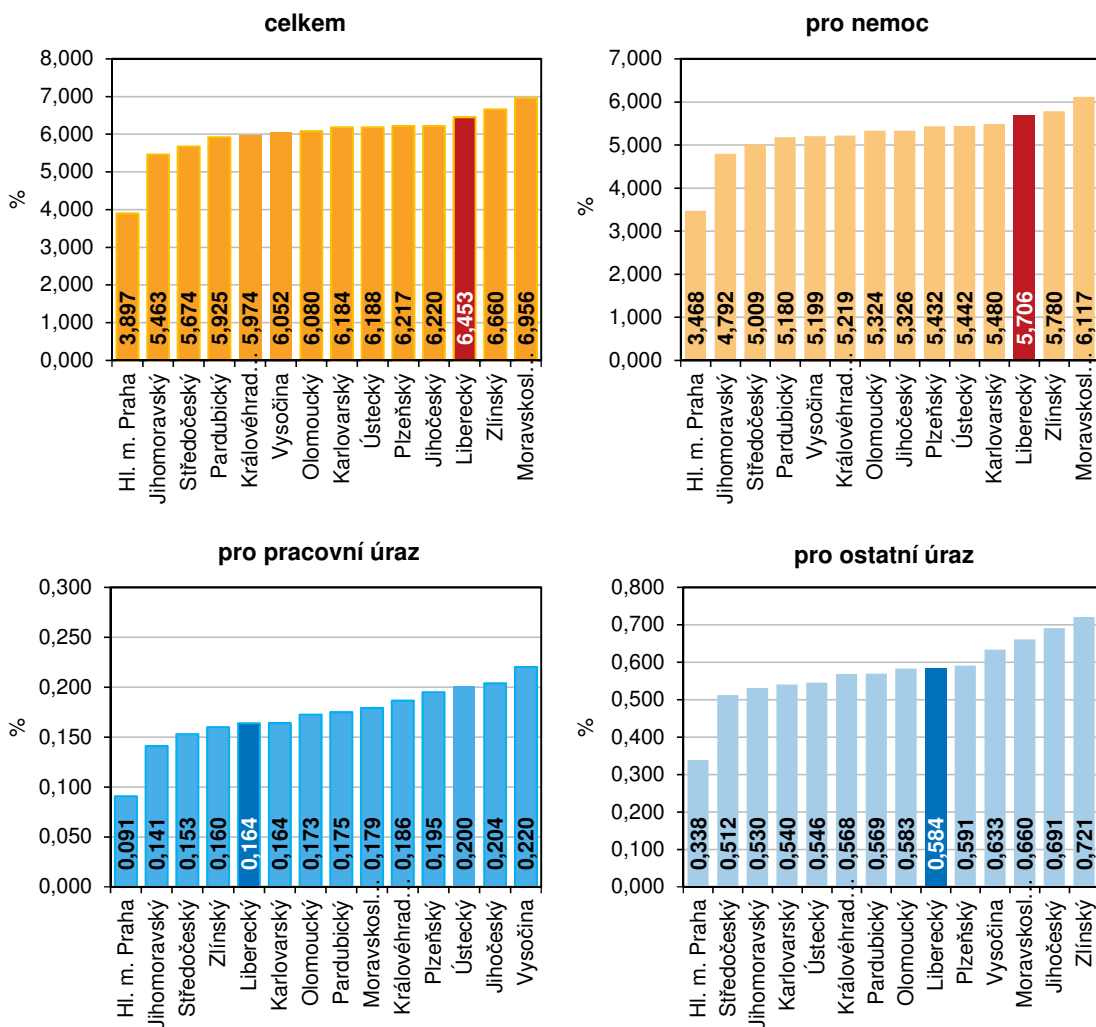 celkem
8,000
7,000
6,000
5,000
4,000
3,000
2,000
1,000
0,000
%
3,897
5,463
5,674
5,925
5,974
6,052
6,080
6,184
6,188
6,217
6,220
6,453
6,660
6,956
Hl. m. Praha
Jihomoravský
Středočeský
Pardubický
Královéhrad…
Vysočina
Olomoucký
Karlovarský
Ústecký
Plzeňský
Jihočeský
Liberecký
Zlínský
Moravskosl…
pro nemoc
7,000
6,000
5,000
4,000
3,000
2,000
1,000
0,000
%
3,468
4,792
5,009
5,180
5,199
5,219
5,324
5,326
5,432
5,442
5,480
5,706
5,780
6,117
Hl. m. Praha
Jihomoravský
Středočeský
Pardubický
Vysočina
Královéhrad…
Olomoucký
Jihočeský
Plzeňský
Ústecký
Karlovarský
Liberecký
Zlínský
Moravskosl…
pro pracovní úraz
0,300
0,250
0,200
0,150
0,100
0,050
0,000
%
0,091
0,141
0,153
0,160
0,164
0,164
0,173
0,175
0,179
0,186
0,195
0,200
0,204
0,220
Hl. m. Praha
Jihomoravský
Středočeský
Zlínský
Liberecký
Karlovarský
Olomoucký
Pardubický
Moravskosl…
Královéhrad…
Plzeňský
Ústecký
Jihočeský
Vysočina
pro ostatní úraz
0,800
0,700
0,600
0,500
0,400
0,300
0,200
0,100
0,000
%
0,338
0,512
0,530
0,540
0,546
0,568
0,569
0,583
0,584
0,591
0,633
0,660
0,691
0,721
Hl. m. Praha
Středočeský
Jihomoravský
Karlovarský
Ústecký
Královéhrad…
Pardubický
Olomoucký
Liberecký
Plzeňský
Vysočina
Moravskosl…
Jihočeský
Zlínský